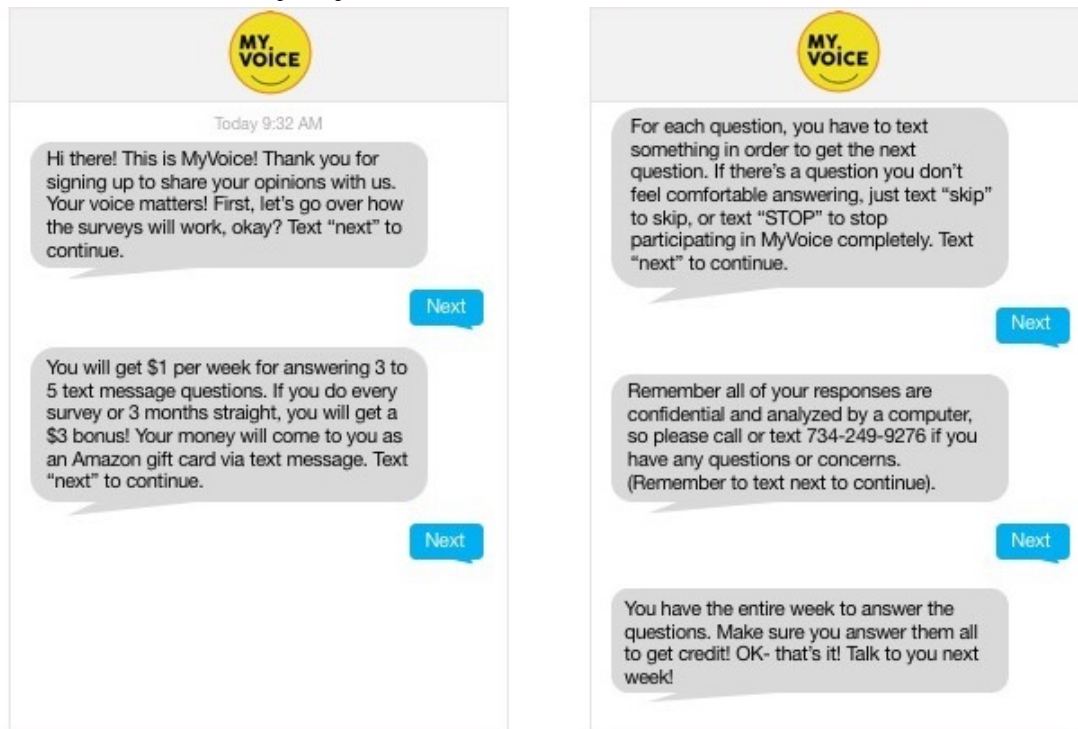 MY
VOICE
Today 9:32 AM
Hi there! This is MyVoice! Thank you for
signing up to share your opinions with us.
Your voice matters! First, let's go over how
the surveys will work, okay? Text “next” to
continue.
Next
You will get $1 per week for answering 3 to
5 text message questions. If you do every
survey or 3 months straight, you will get a
$3 bonus! Your money will come to you as
an Amazon gift card via text message. Text
“next” to continue.
Next
MY
VOICE
For each question, you have to text
something in order to get the next
question. If there's a question you don't
feel comfortable answering, just text “skip”
to skip, or text “STOP” to stop
participating in MyVoice completely. Text
“next” to continue.
Next
Remember all of your responses are
confidential and analyzed by a computer,
so please call or text 734-249-9276 if you
have any questions or concerns.
(Remember to text next to continue).
Next
You have the entire week to answer the
questions. Make sure you answer them all
to get credit! OK- that's it! Talk to you next
week!